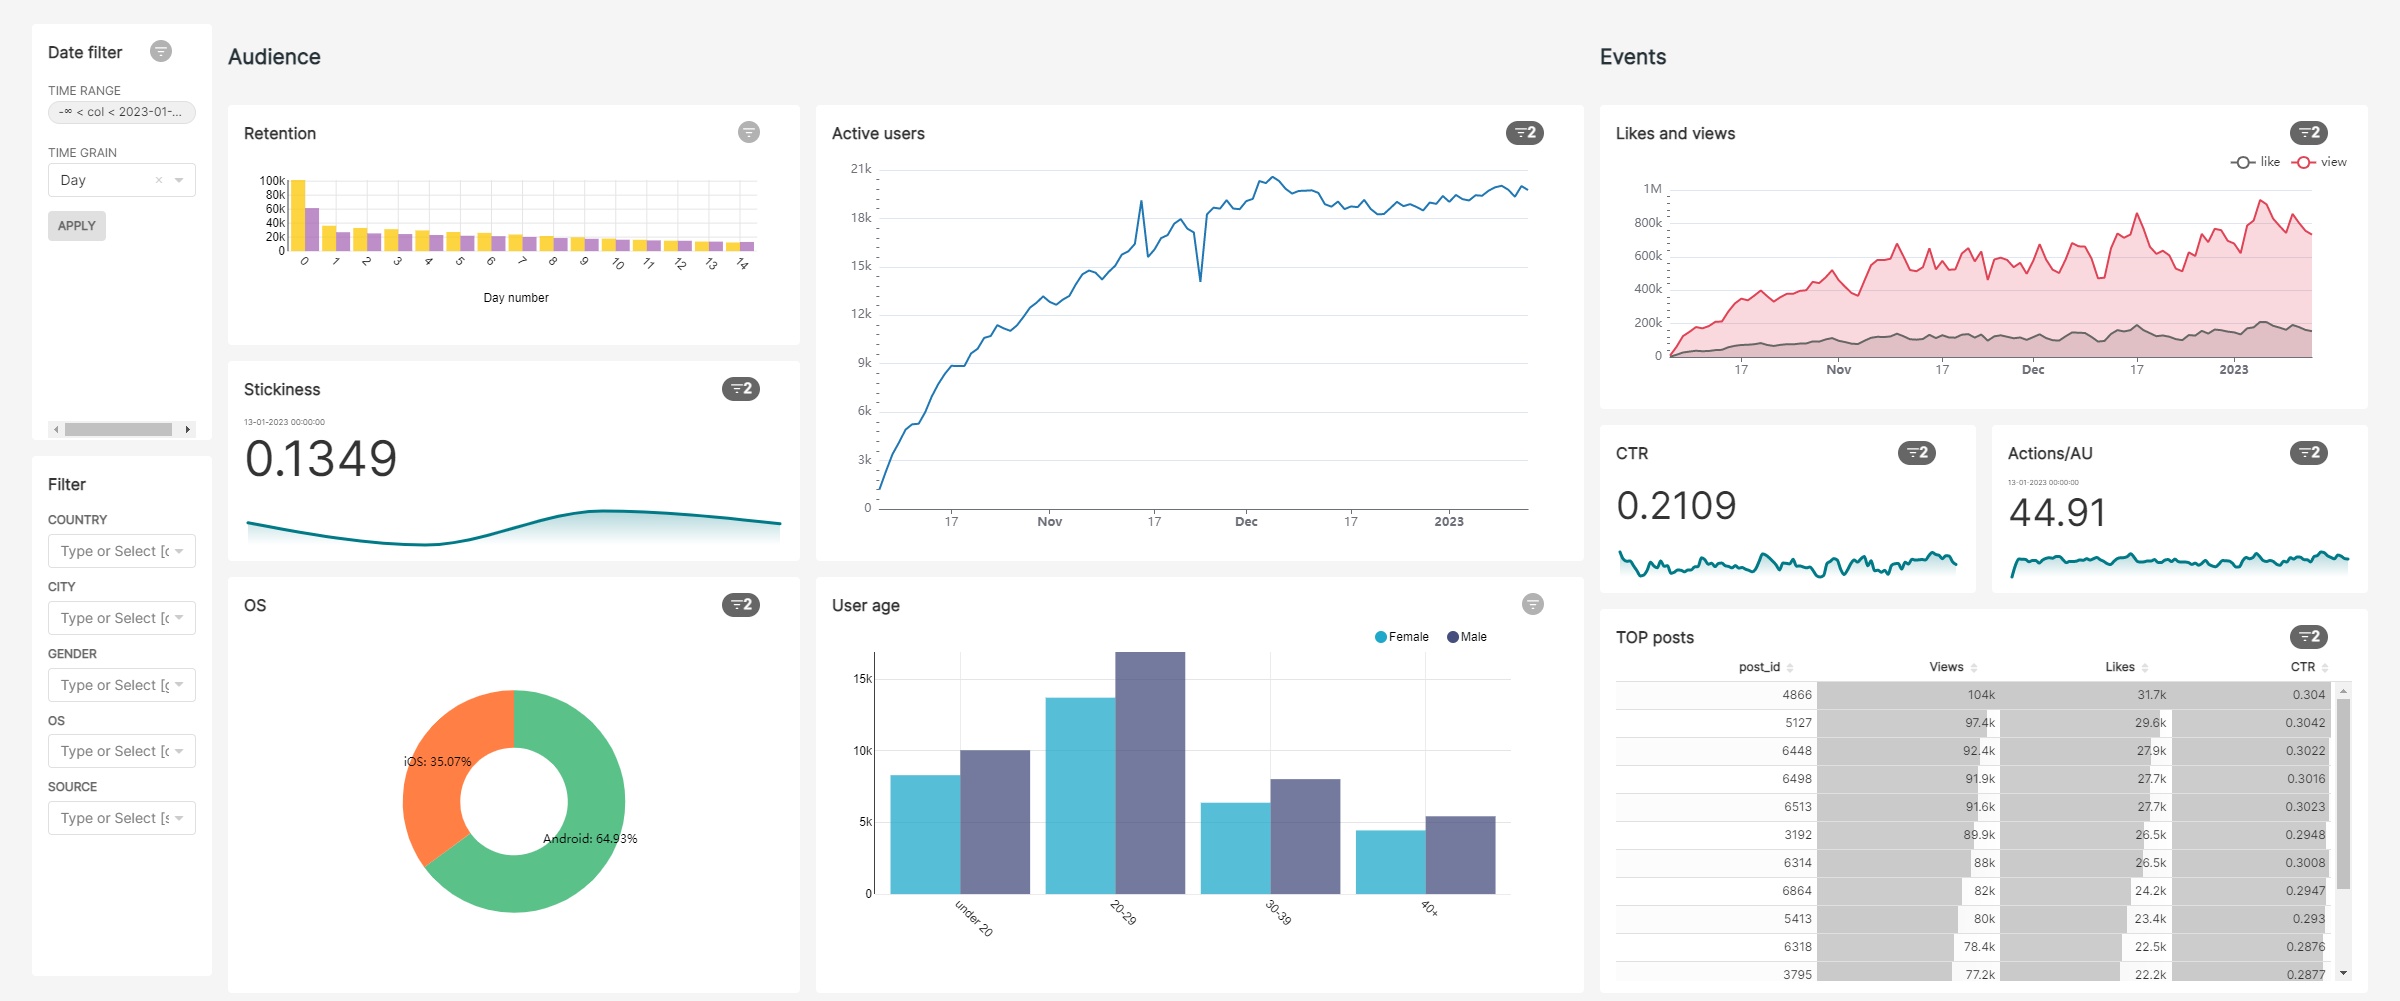 Date filter
TIME RANGE
-∞ < col < 2023-01-...
TIME GRAIN
Day
APPLY
Filter
COUNTRY
Type or Select [c
CITY
Type or Select [c
GENDER
Type or Select [g
OS
Type or Select [c
SOURCE
Type or Select [s
Audience
Retention
100k
80k
60k
40k
20k
0
0 1 2 3 4 5 6 7 8 9 10 11 12 13 14
Day number
Stickiness
2
13-01-2023 00:00:00
0.1349
OS
2
iOS: 35.07%
Android: 64.93%
Active users
2
21k
18k
15k
12k
9k
6k
3k
0
17 Nov 17 Dec 17 2023
User age
Female Male
15k
10k
5k
0
under 20 20-29 30-39 40+
Events
Likes and views
2
like view
1M
800k
600k
400k
200k
0
17 Nov 17 Dec 17 2023
CTR
2
0.2109
Actions/AU
2
13-01-2023 00:00:00
44.91
TOP posts
2
post_id Views Likes CTR
4866 104k 31.7k 0.304
5127 97.4k 29.6k 0.3042
6448 92.4k 27.9k 0.3022
6498 91.9k 27.7k 0.3016
6513 91.6k 27.7k 0.3023
3192 89.9k 26.5k 0.2948
6314 88k 26.5k 0.3008
6864 82k 24.2k 0.2947
5413 80k 23.4k 0.293
6318 78.4k 22.5k 0.2876
3795 77.2k 22.2k 0.2877